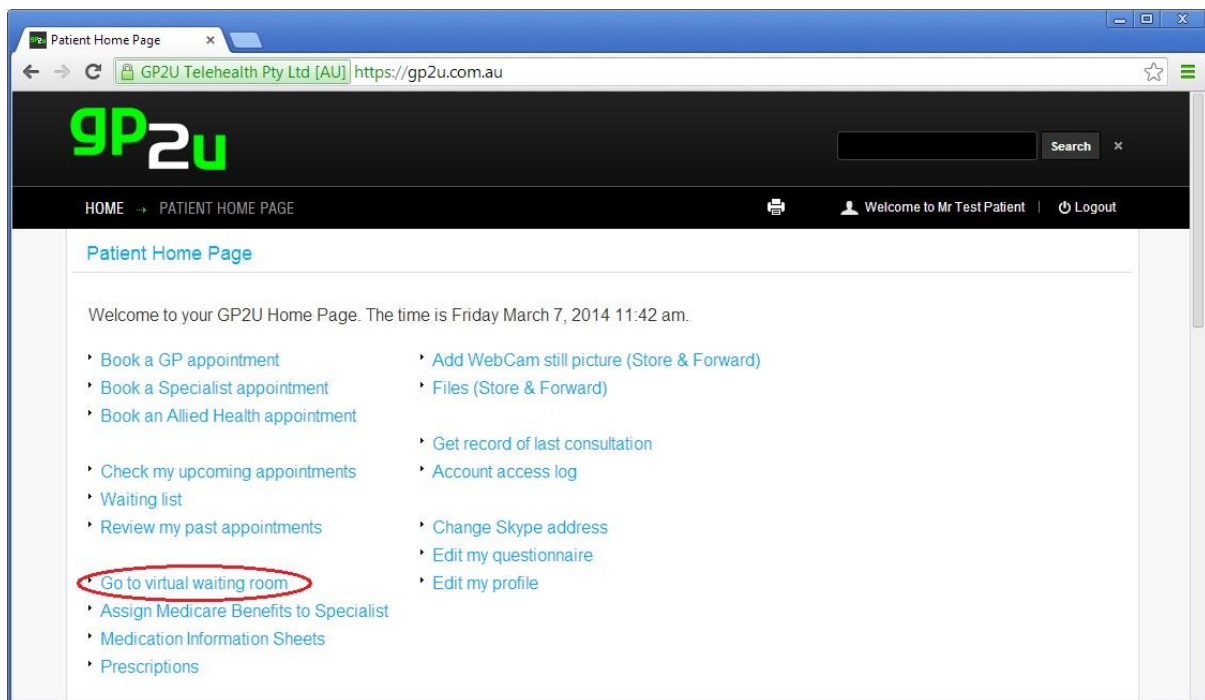 Patient Home Page
GP2U Telehealth Pty Ltd [AU] https://gp2u.com.au
gP2u
Search
HOME PATIENT HOME PAGE
Welcome to Mr Test Patient | Logout
Patient Home Page
Welcome to your GP2U Home Page. The time is Friday March 7, 2014 11:42 am.
Book a GP appointment
Book a Specialist appointment
Book an Allied Health appointment
Check my upcoming appointments
Waiting list
Review my past appointments
Go to virtual waiting room
Assign Medicare Benefits to Specialist
Medication Information Sheets
Prescriptions
Add WebCam still picture (Store & Forward)
Files (Store & Forward)
Get record of last consultation
Account access log
Change Skype address
Edit my questionnaire
Edit my profile